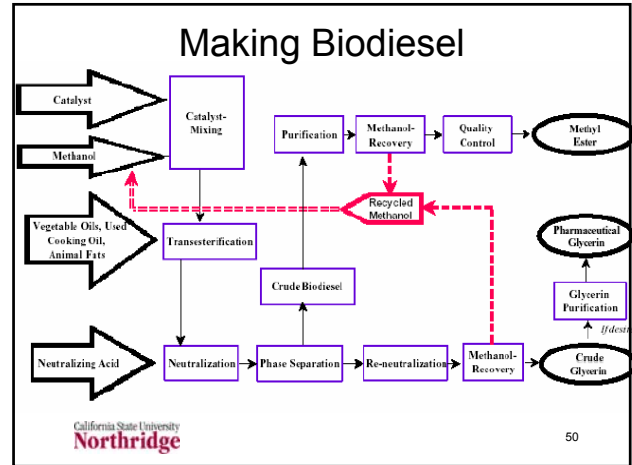 Making Biodiesel
Catalyst
Catalyst-
Mixing
Methanol
Purification
Methanol-
Recovery
Quality
Control
Methyl
Ester
Recycled
Methanol
Vegetable Oils, Used
Cooking Oil,
Animal Fats
Transesterification
Pharmaceutical
Glycerin
Crude Biodiesel
Glycerin
Purification
If desi
Neutralizing Acid
Neutralization
Phase Separation
Re-neutralization
Methanol-
Recovery
Crude
Glycerin
California State University
Northridge
50